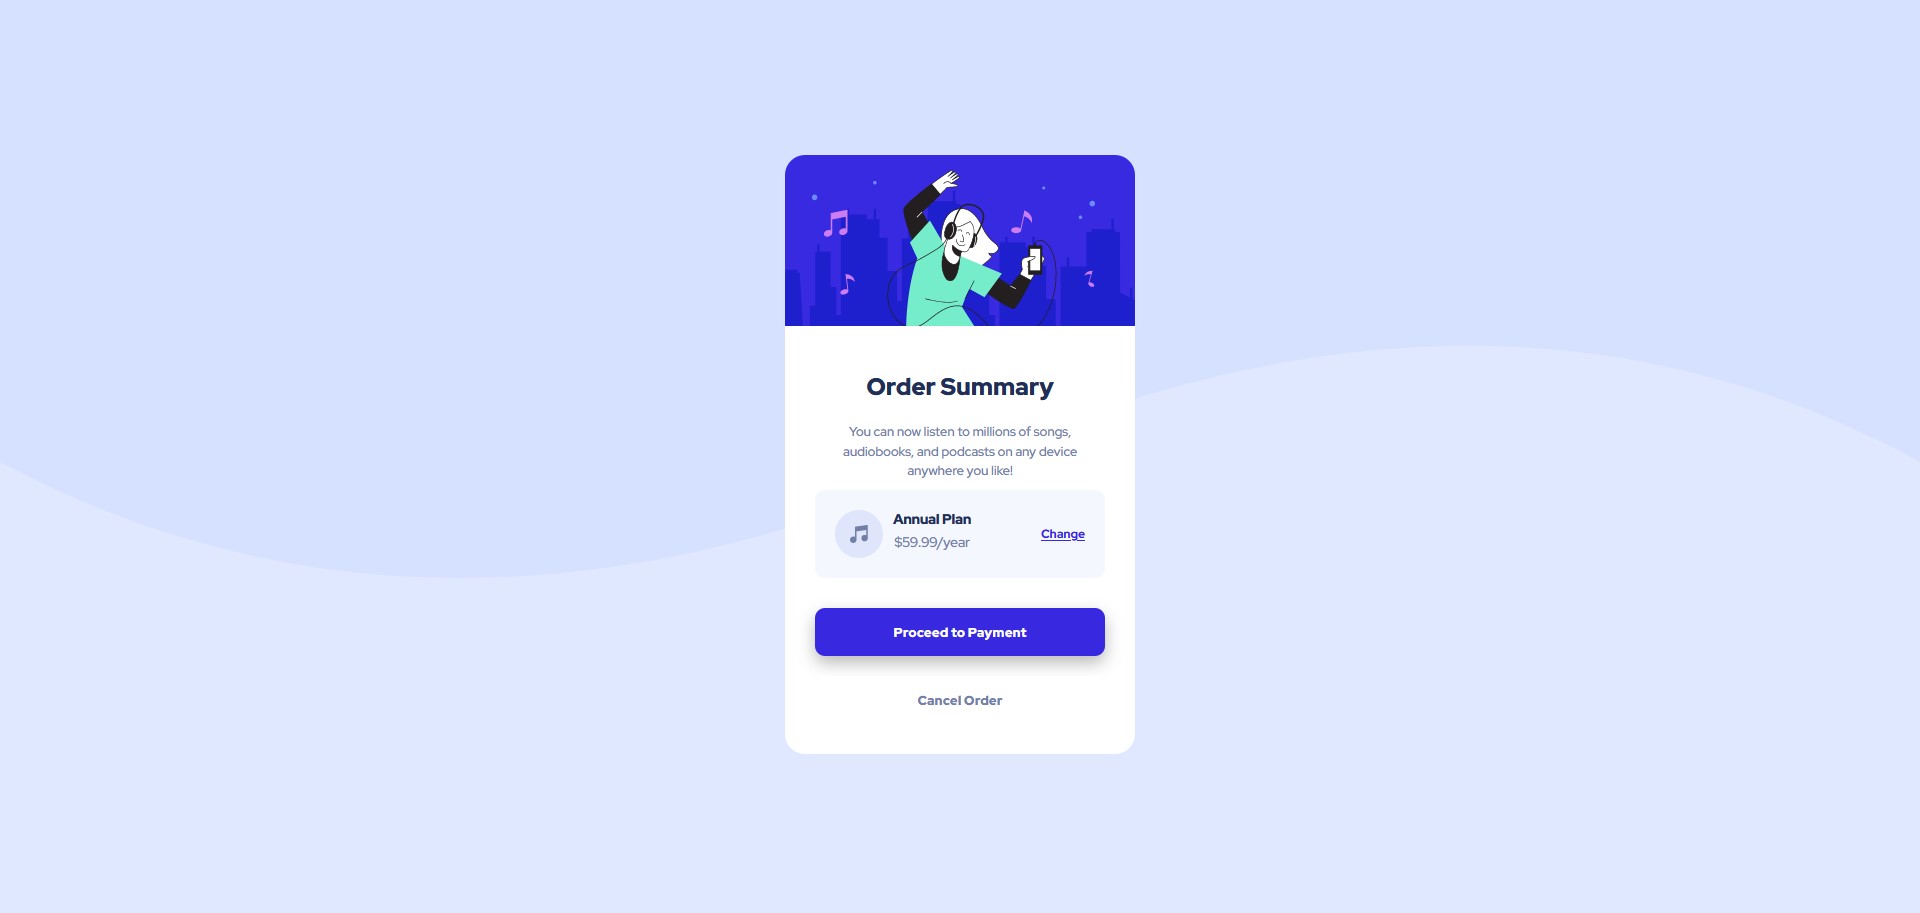 Order Summary
You can now listen to millions of songs,
audiobooks, and podcasts on any device
anywhere you like!
Annual Plan
$59.99/year
Change
Proceed to Payment
Cancel Order